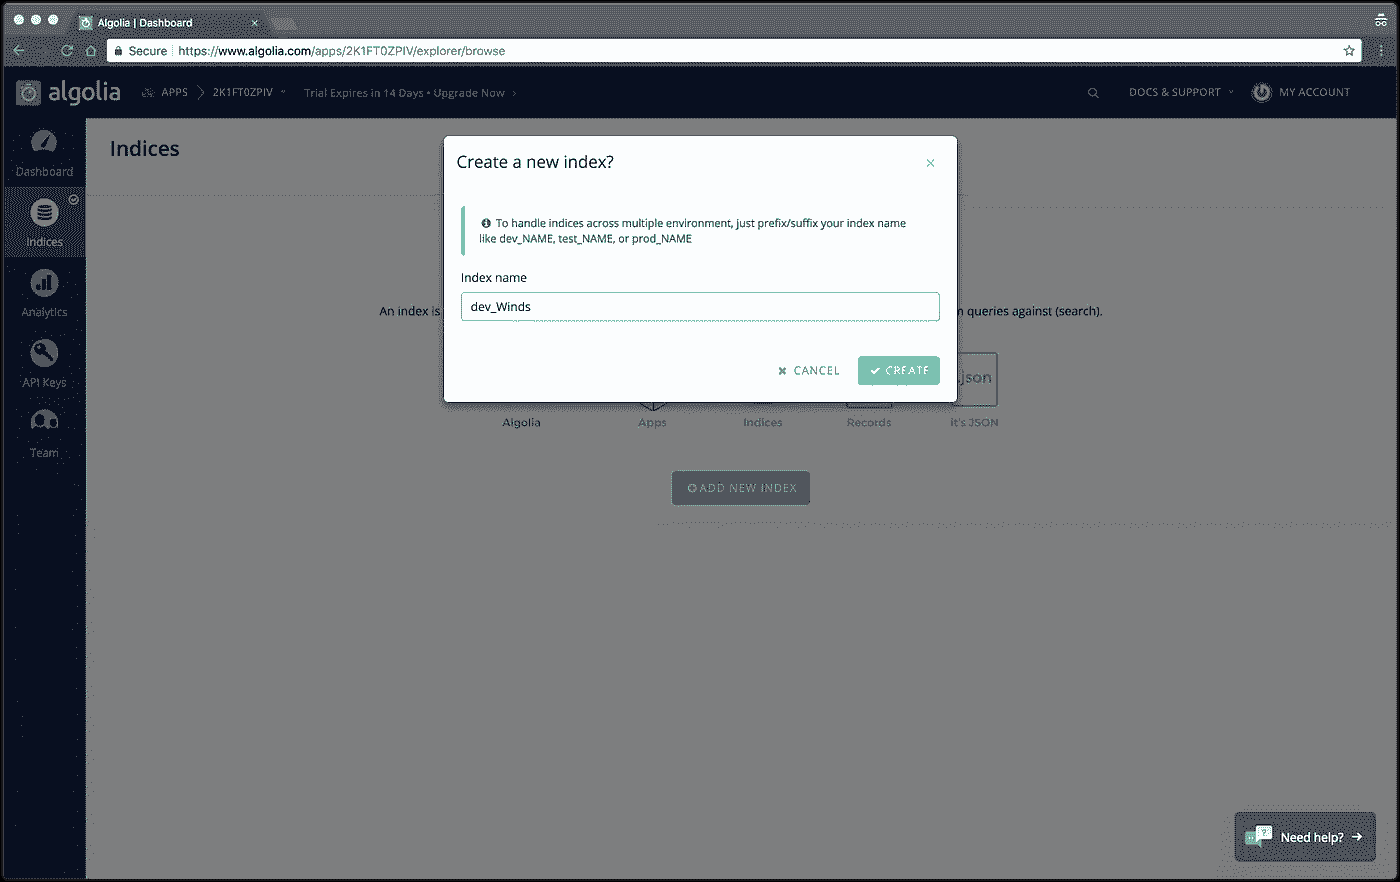 Algolia | Dashboard
Secure https://www.algolia.com/apps/2K1FT0ZPIV/explorer/browse
algolia APPS 2K1FT0ZPIV Trial Expires in 14 Days • Upgrade Now DOCS & SUPPORT MY ACCOUNT
Dashboard
Indices
Analytics
API Keys
Team
Indices
Create a new index?
To handle indices across multiple environment, just prefix/suffix your index name
like dev_NAME, test_NAME, or prod_NAME
Index name
dev_Winds
CANCEL CREATE
An index is queries against (search).
.json
Algolia Apps Indices Records It's JSON
ADD NEW INDEX
Need help?